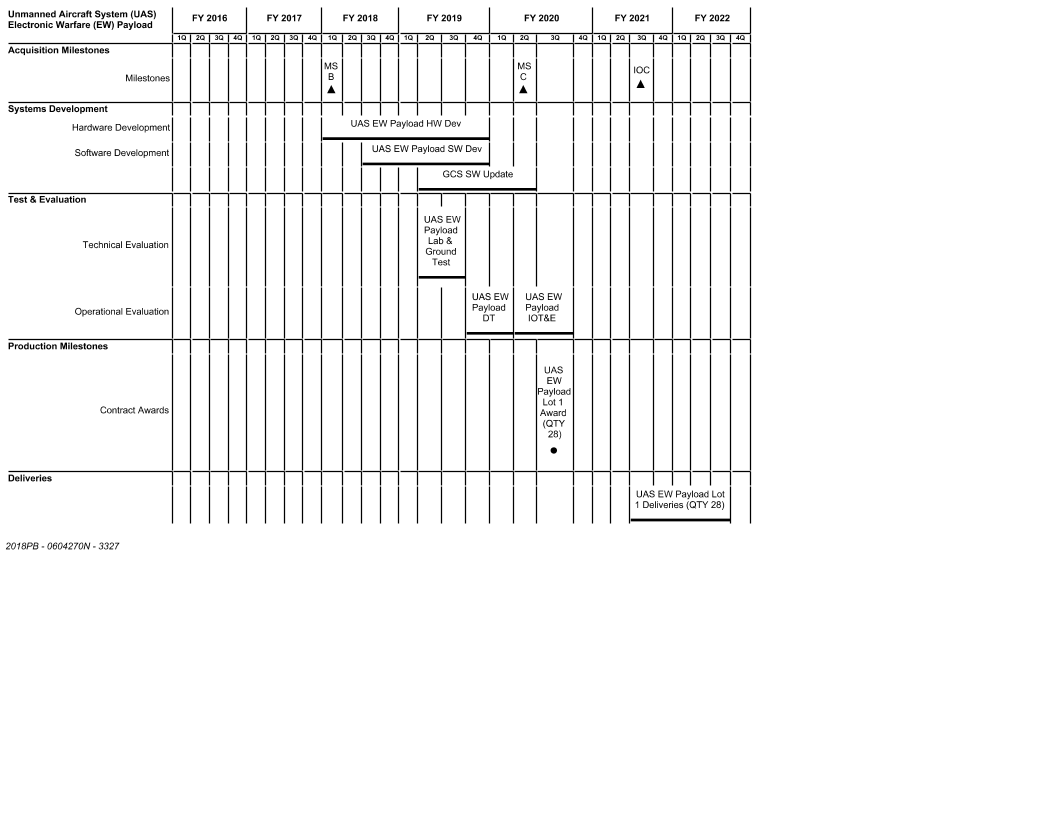 Unmanned Aircraft System (UAS)
Electronic Warfare (EW) Payload
FY 2016 FY 2017 FY 2018 FY 2019 FY 2020 FY 2021 FY 2022
1Q 2Q 3Q 4Q 1Q 2Q 3Q 4Q 1Q 2Q 3Q 4Q 1Q 2Q 3Q 4Q 1Q 2Q 3Q 4Q 1Q 2Q 3Q 4Q 1Q 2Q 3Q 4Q
Acquisition Milestones
Milestones
MS
B
MS
C
IOC
Systems Development
Hardware Development
UAS EW Payload HW Dev
Software Development
UAS EW Payload SW Dev
GCS SW Update
Test & Evaluation
Technical Evaluation
UAS EW
Payload
Lab &
Ground
Test
Operational Evaluation
UAS EW
Payload
DT
UAS EW
Payload
IOT&E
Production Milestones
Contract Awards
UAS
EW
Payload
Lot 1
Award
(QTY
28)
Deliveries
UAS EW Payload Lot
1 Deliveries (QTY 28)
2018PB - 0604270N - 3327